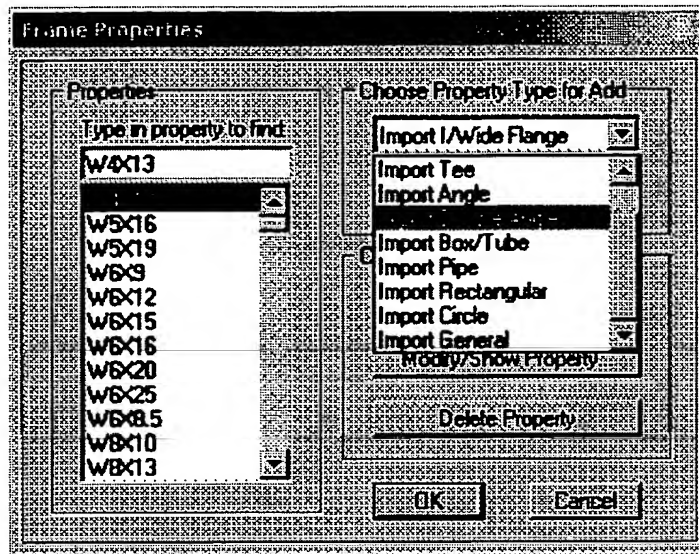 Frame Properties
Properties
Type in property to find:
W4X13
W5X16
W5X19
W6X9
W6X12
W6X15
W6X16
W6X20
W6X25
W6X8.5
W8X10
W8X13
Choose Property Type for Add
Import I/Wide Flange
Import Tee
Import Angle
Import Box/Tube
Import Pipe
Import Rectangular
Import Circle
Import General
Modify/Show Property
Delete Property
OK
Cancel